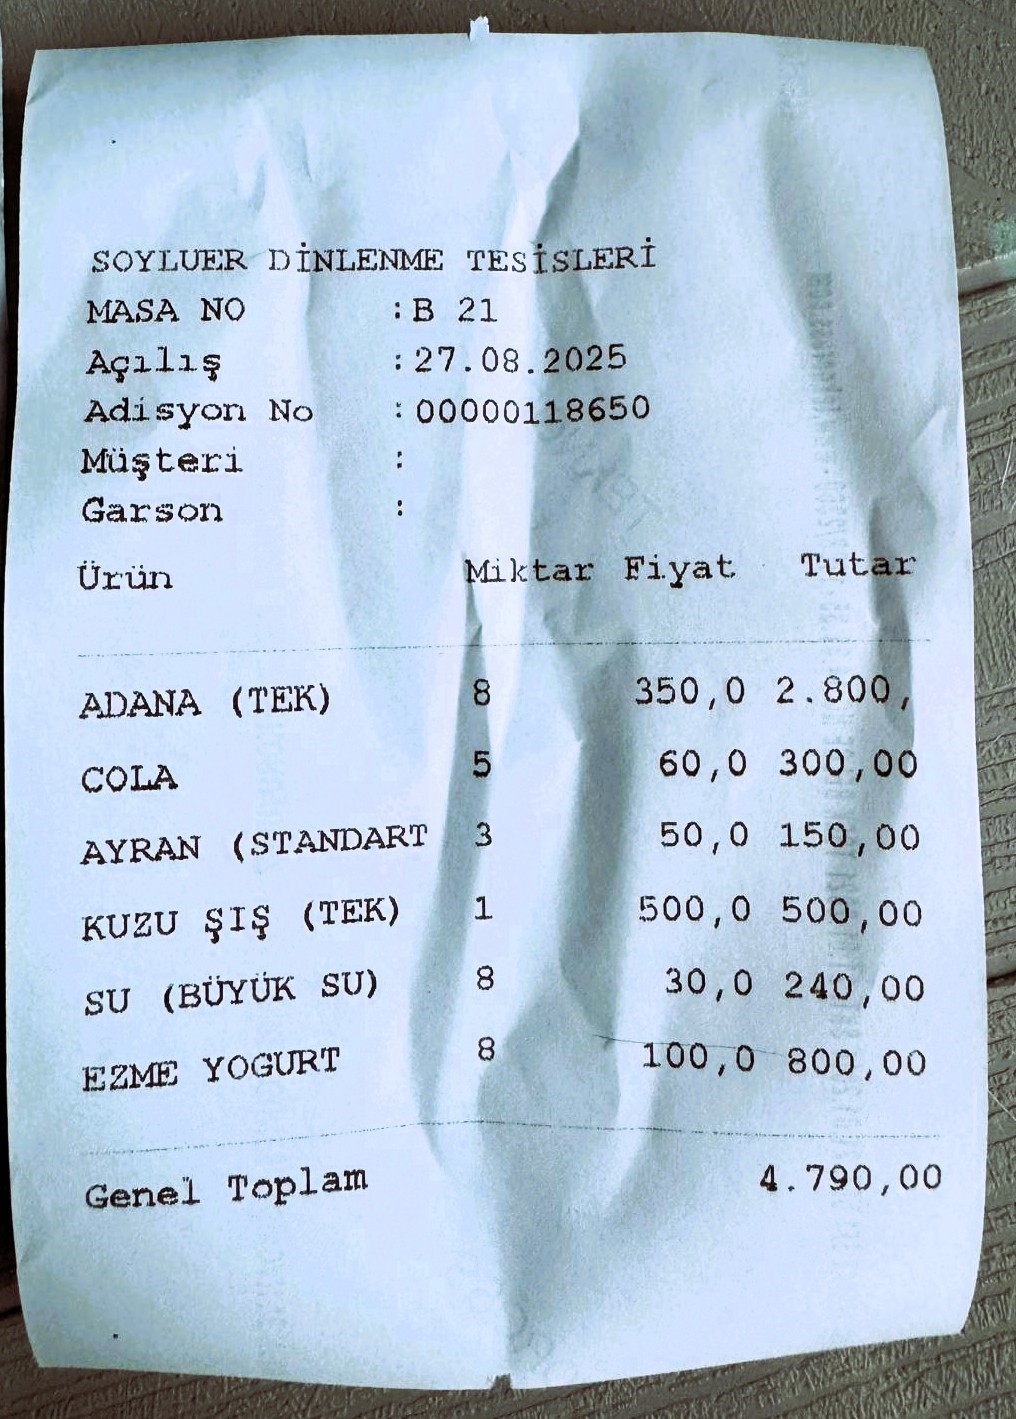 SOYLUER DİNLENME TESİSLERİ
MASA NO :B 21
Açılış :27.08.2025
Adisyon No :00000118650
Müşteri :
Garson :
Ürün Miktar Fiyat Tutar
ADANA (TEK) 8 350,0 2.800,
COLA 5 60,0 300,00
AYRAN (STANDART 3 50,0 150,00
KUZU ŞIŞ (TEK) 1 500,0 500,00
SU (BÜYÜK SU) 8 30,0 240,00
EZME YOGURT 8 100,0 800,00
Genel Toplam 4.790,00